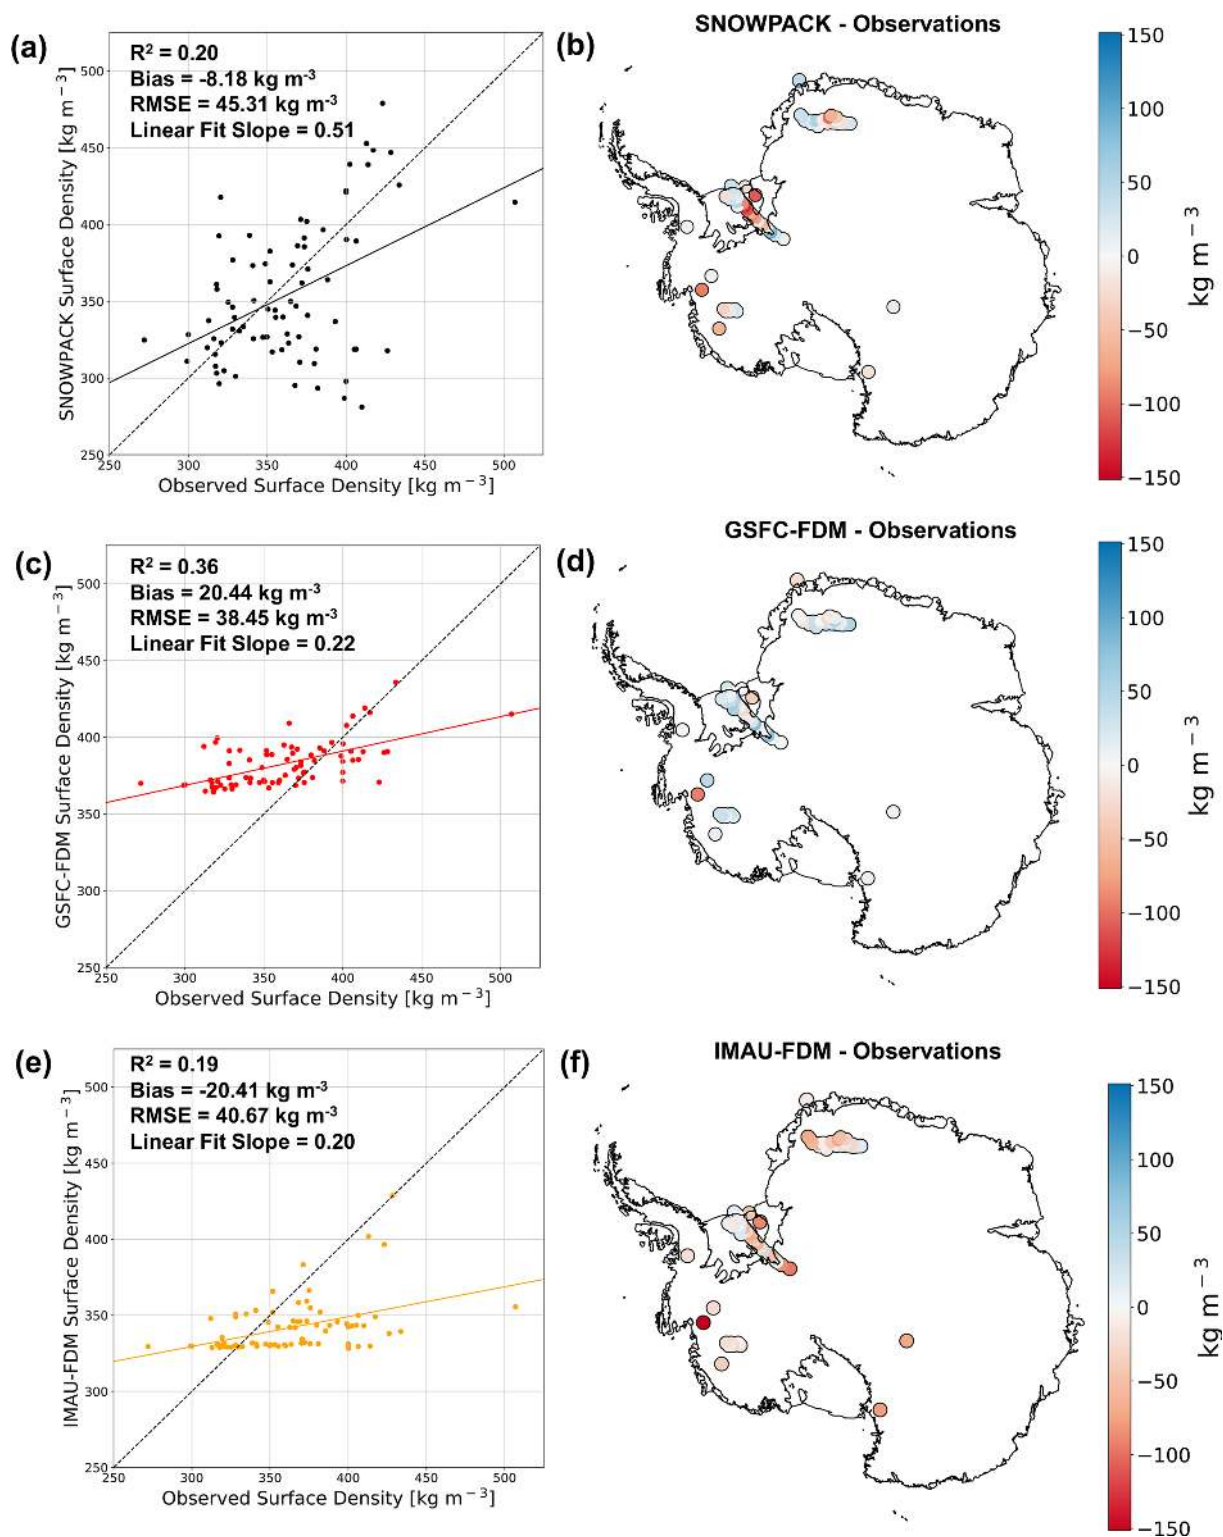 (a)
R² = 0.20
Bias = -8.18 kg m⁻³
RMSE = 45.31 kg m⁻³
Linear Fit Slope = 0.51
SNOWPACK Surface Density [kg m⁻³]
500
450
400
350
300
250
250 300 350 400 450 500
Observed Surface Density [kg m⁻³]
(b)
SNOWPACK - Observations
150
100
50
0
−50
−100
−150
kg m⁻³
(c)
R² = 0.36
Bias = 20.44 kg m⁻³
RMSE = 38.45 kg m⁻³
Linear Fit Slope = 0.22
GSFC-FDM Surface Density [kg m⁻³]
500
450
400
350
300
250
250 300 350 400 450 500
Observed Surface Density [kg m⁻³]
(d)
GSFC-FDM - Observations
150
100
50
0
−50
−100
−150
kg m⁻³
(e)
R² = 0.19
Bias = -20.41 kg m⁻³
RMSE = 40.67 kg m⁻³
Linear Fit Slope = 0.20
IMAU-FDM Surface Density [kg m⁻³]
500
450
400
350
300
250
250 300 350 400 450 500
Observed Surface Density [kg m⁻³]
(f)
IMAU-FDM - Observations
150
100
50
0
−50
−100
−150
kg m⁻³